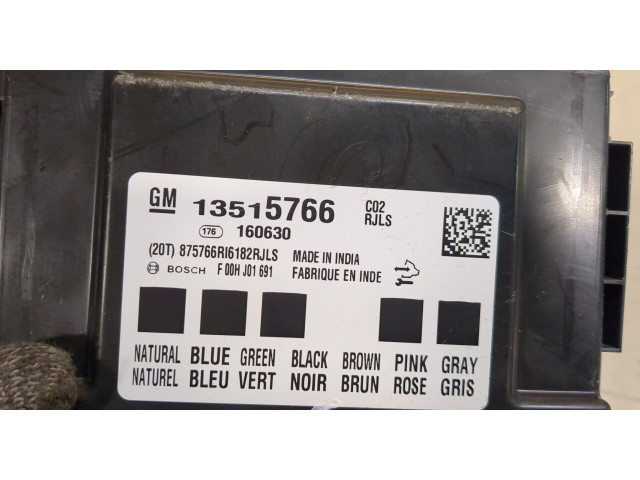 GM 13515766 C02
RJLS
176 160630
(20T) 875766RI6182RJLS MADE IN INDIA
BOSCH F 00H J01 691 FABRIQUE EN INDE
NATURAL BLUE GREEN BLACK BROWN PINK GRAY
NATUREL BLEU VERT NOIR BRUN ROSE GRIS